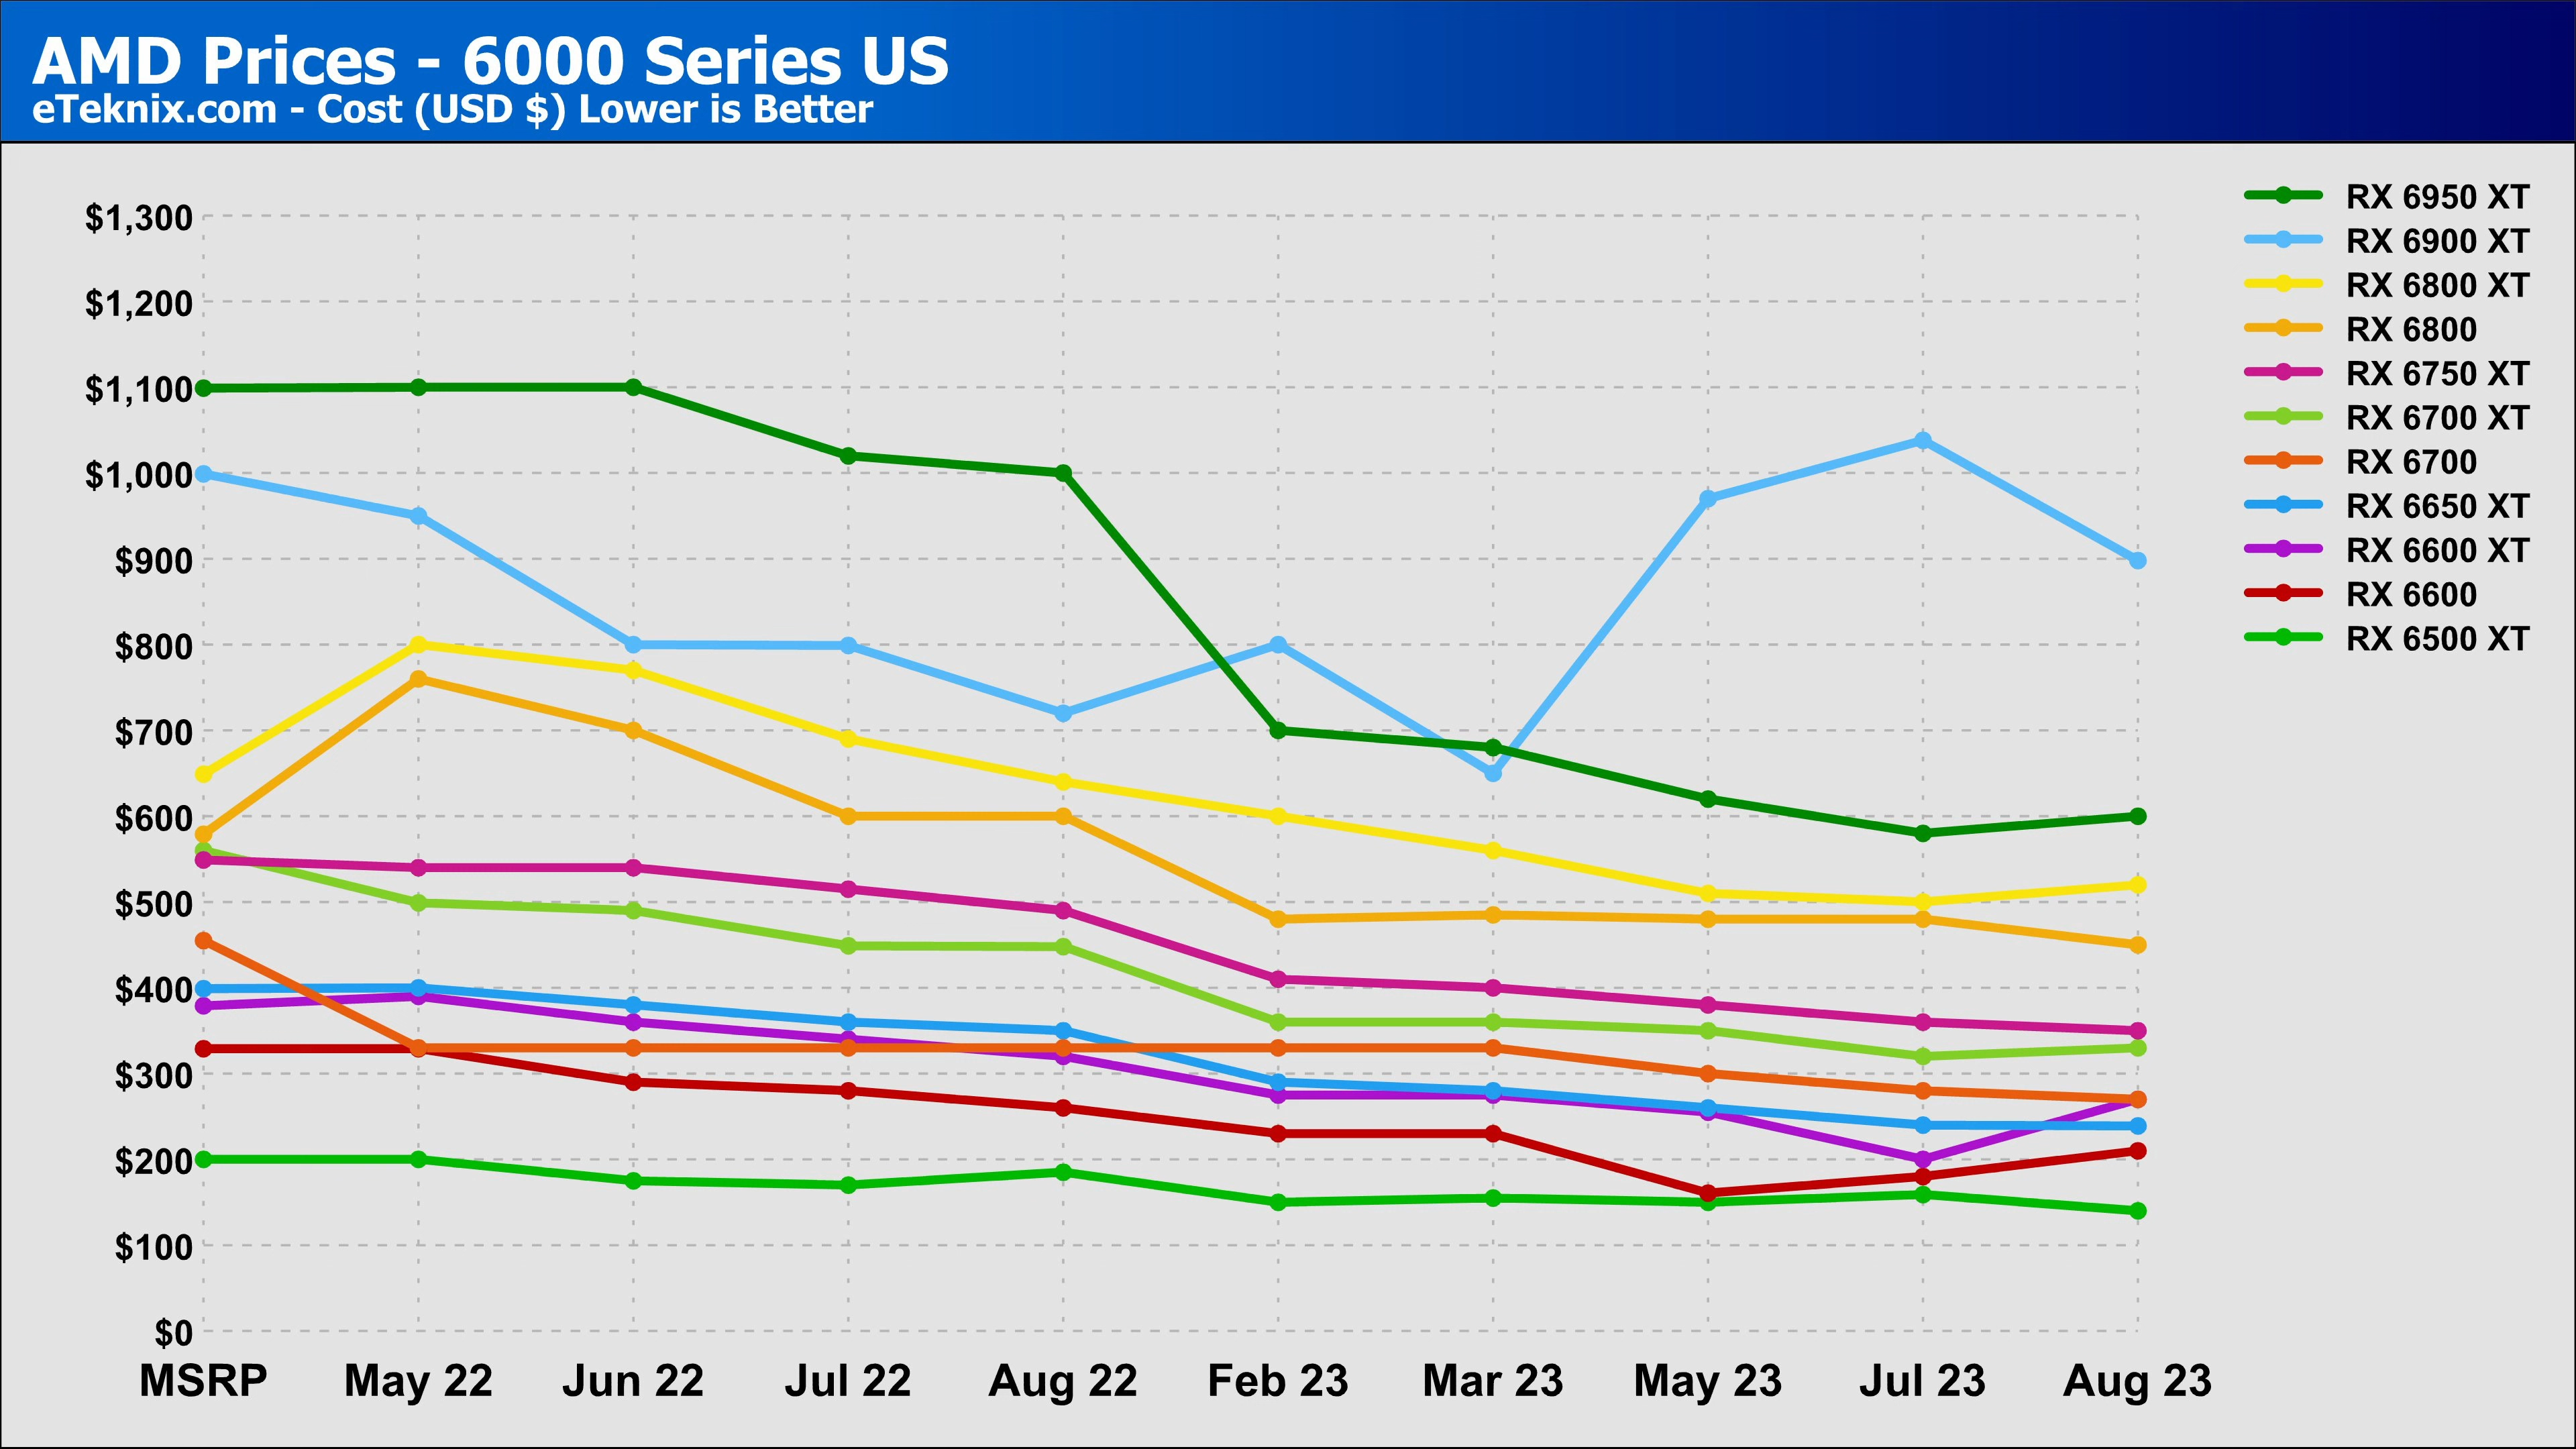 AMD Prices - 6000 Series US
eTeknix.com - Cost (USD $) Lower is Better
$1,300
$1,200
$1,100
$1,000
$900
$800
$700
$600
$500
$400
$300
$200
$100
$0
MSRP
May 22
Jun 22
Jul 22
Aug 22
Feb 23
Mar 23
May 23
Jul 23
Aug 23
RX 6950 XT
RX 6900 XT
RX 6800 XT
RX 6800
RX 6750 XT
RX 6700 XT
RX 6700
RX 6650 XT
RX 6600 XT
RX 6600
RX 6500 XT